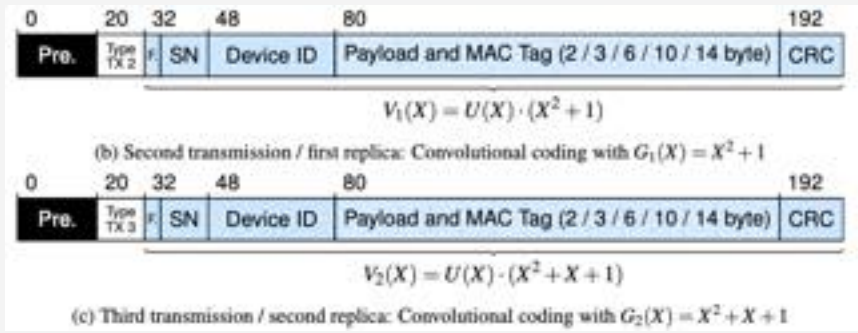 0 20 32 48 80 192
Pre. Type TX 2 F. SN Device ID Payload and MAC Tag (2 / 3 / 6 / 10 / 14 byte) CRC
V₁(X) = U(X) · (X² + 1)
(b) Second transmission / first replica: Convolutional coding with G₁(X) = X² + 1
0 20 32 48 80 192
Pre. Type TX 3 F. SN Device ID Payload and MAC Tag (2 / 3 / 6 / 10 / 14 byte) CRC
V₂(X) = U(X) · (X² + X + 1)
(c) Third transmission / second replica: Convolutional coding with G₂(X) = X² + X + 1